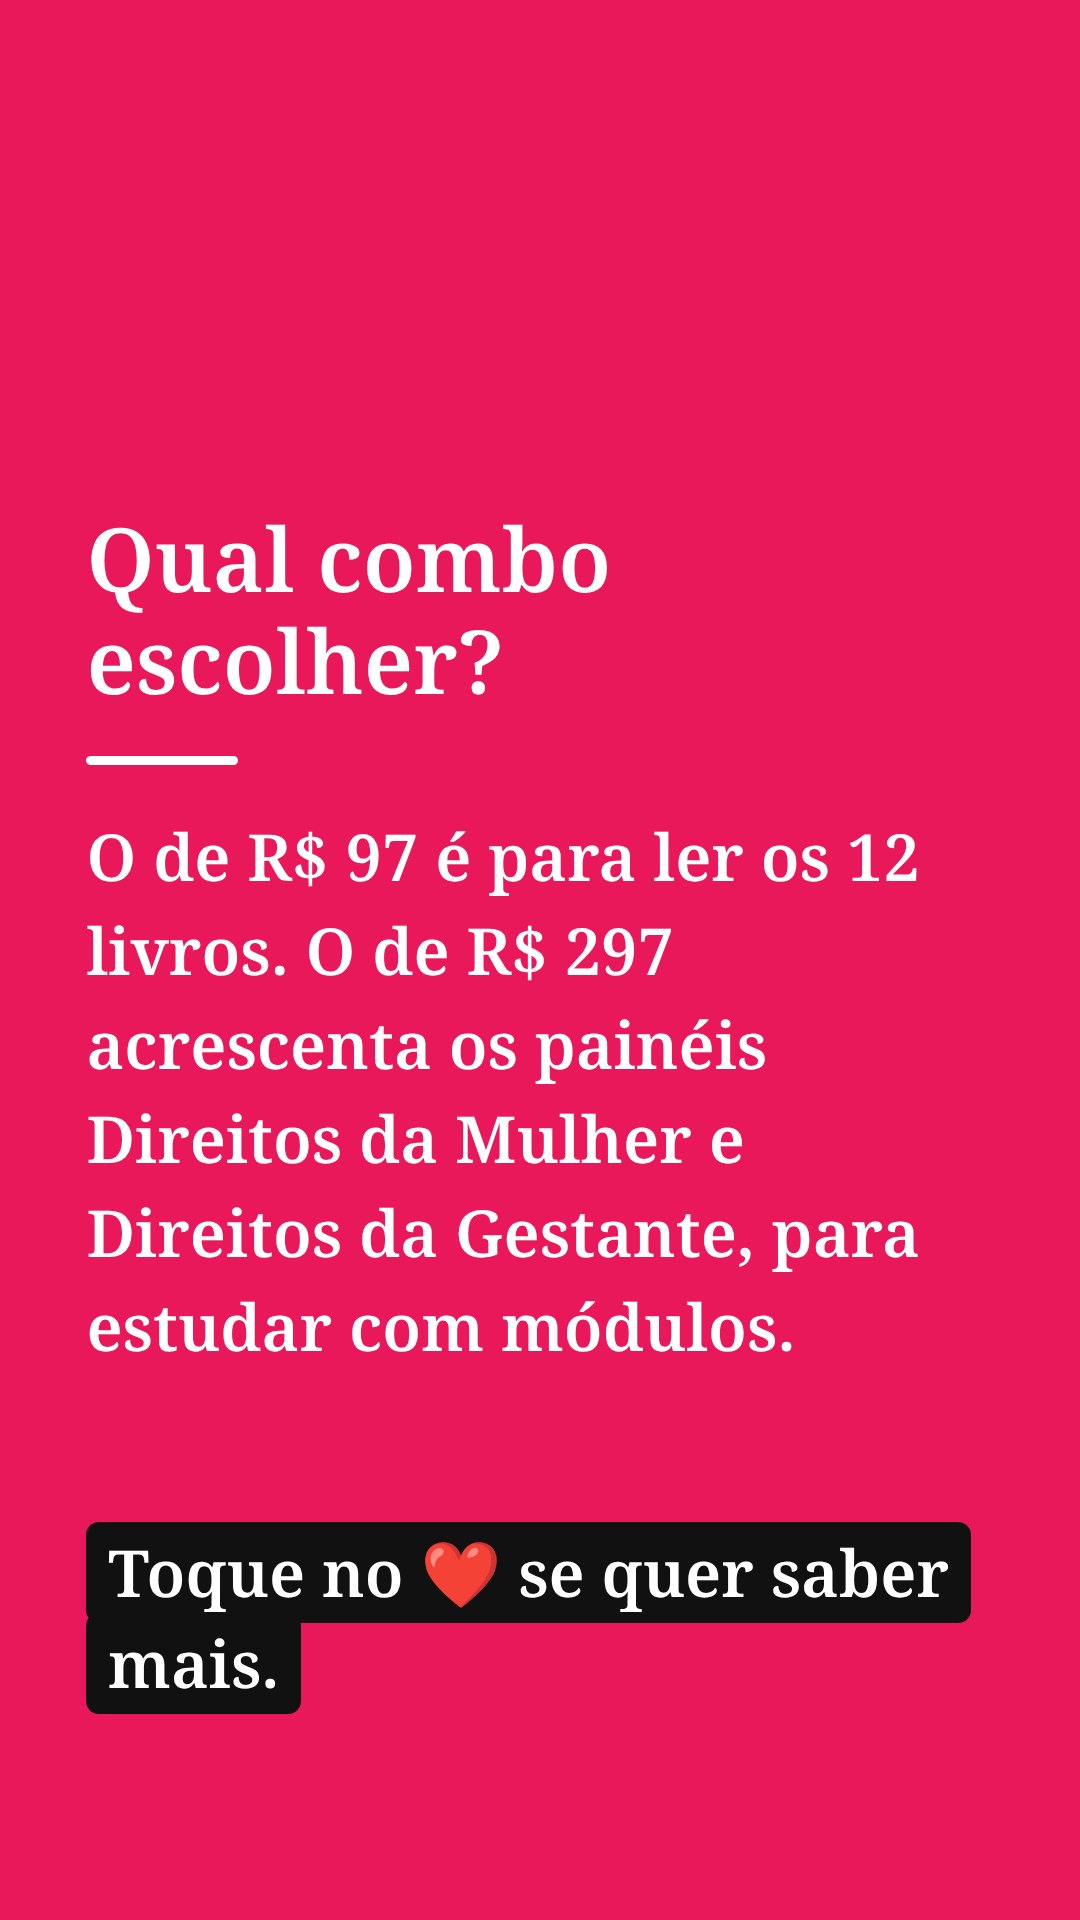 Qual combo
escolher?
O de R$ 97 é para ler os 12
livros. O de R$ 297
acrescenta os painéis
Direitos da Mulher e
Direitos da Gestante, para
estudar com módulos.
Toque no ❤️ se quer saber
mais.